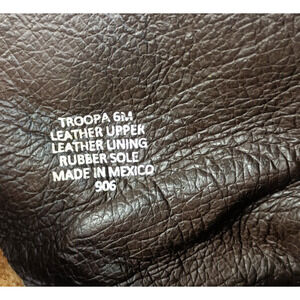 TROOPA 6M
LEATHER UPPER
LEATHER LINING
RUBBER SOLE
MADE IN MEXICO
906